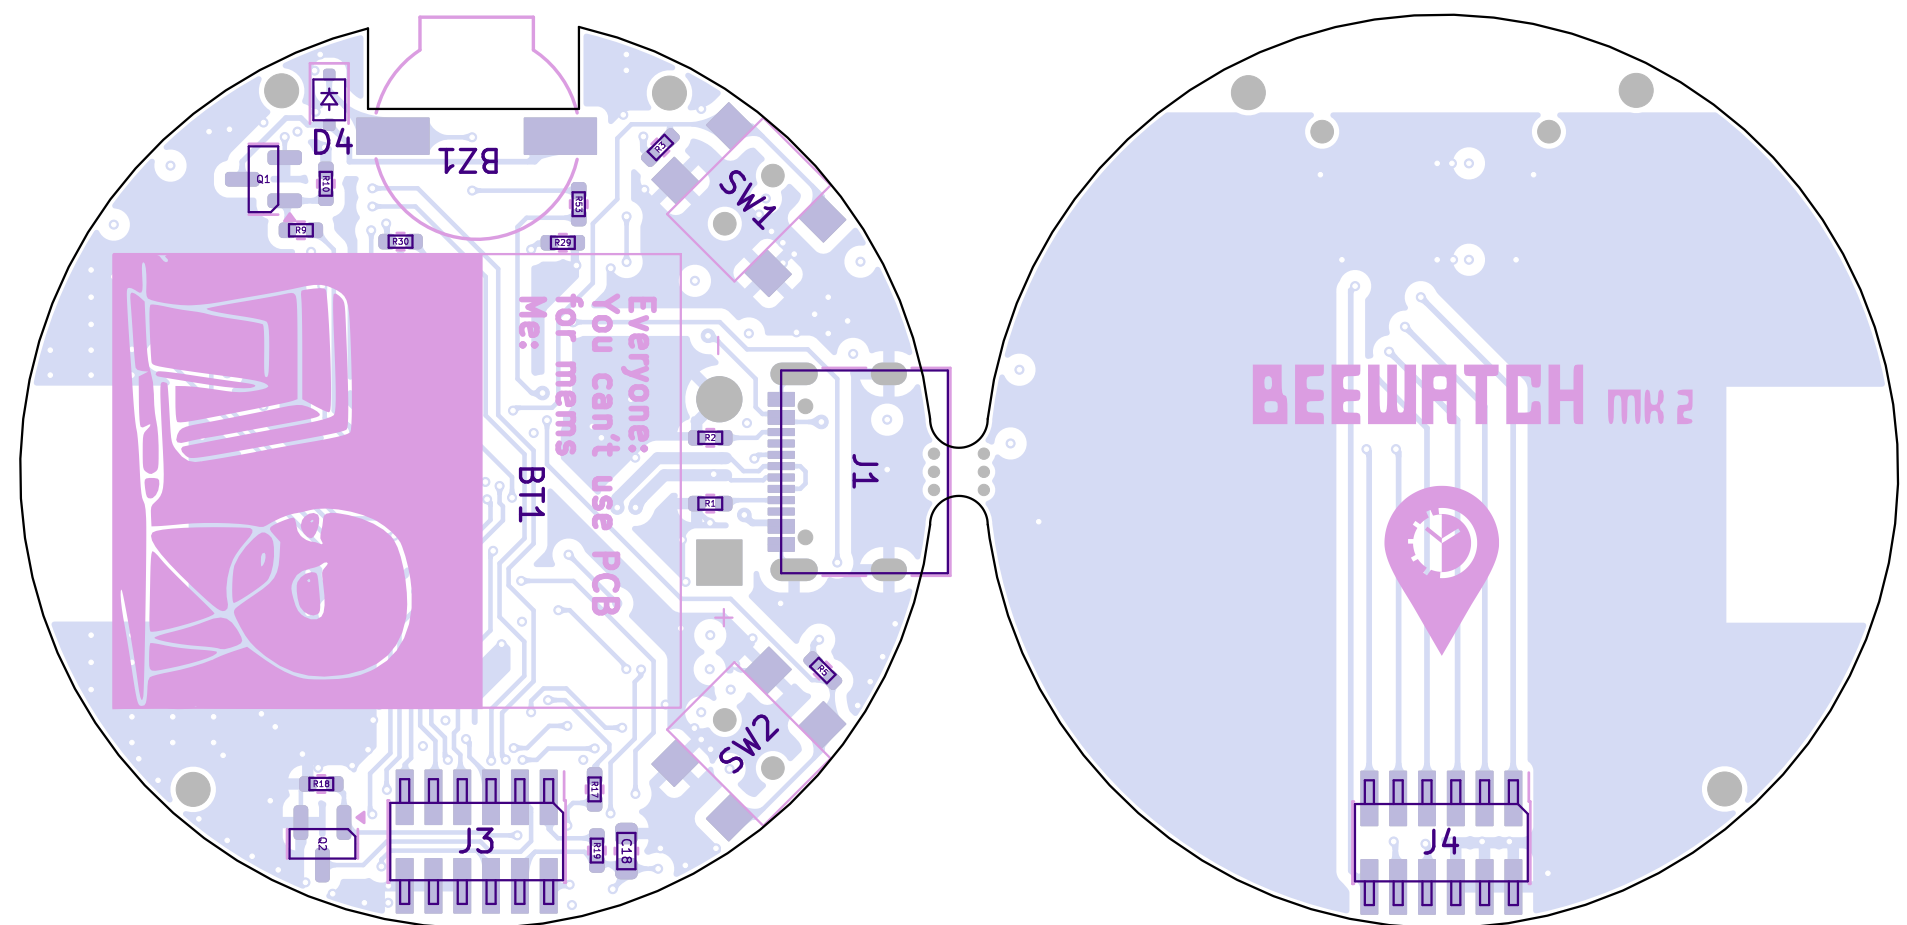 D4
BZ1
Q1
R10
R9
R30
R53
R29
R3
SW1
Everyone:
You can't use PCB
for mems
Me:
-
BT1
R2
R1
J1
+
R5
SW2
R18
Q2
J3
R17
R19
C18
BEEWATCH mk 2
J4